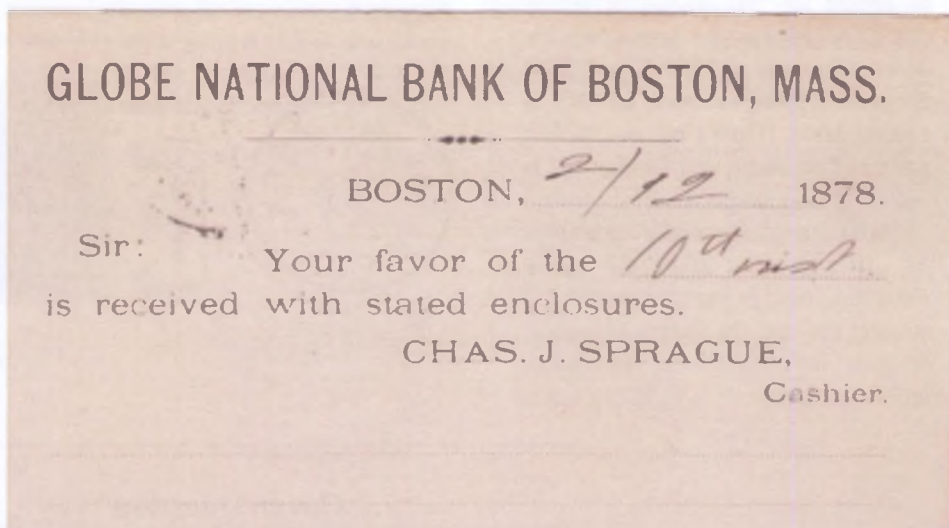 GLOBE NATIONAL BANK OF BOSTON, MASS.
BOSTON, 2/12 1878.
Sir: Your favor of the 10th inst
is received with stated enclosures.
CHAS. J. SPRAGUE,
Cashier.